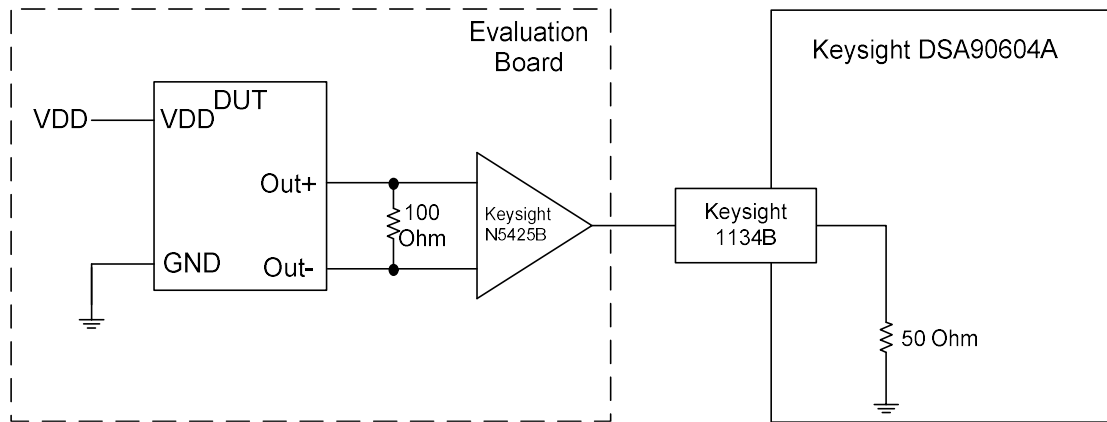 Evaluation
Board
Keysight DSA90604A
DUT
VDD
VDD
Out+
100
Ohm
Keysight
N5425B
Keysight
1134B
GND
Out-
50 Ohm